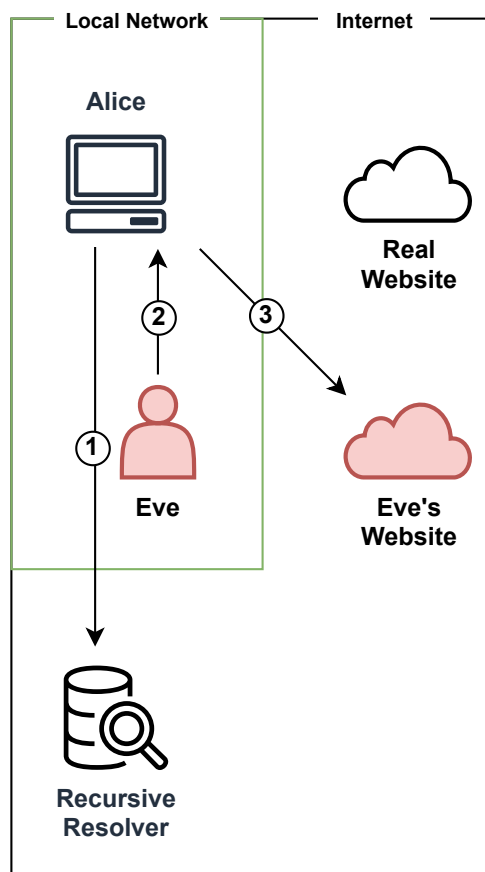 Local Network
Internet
Alice
Real
Website
2
3
1
Eve
Eve's
Website
Recursive
Resolver